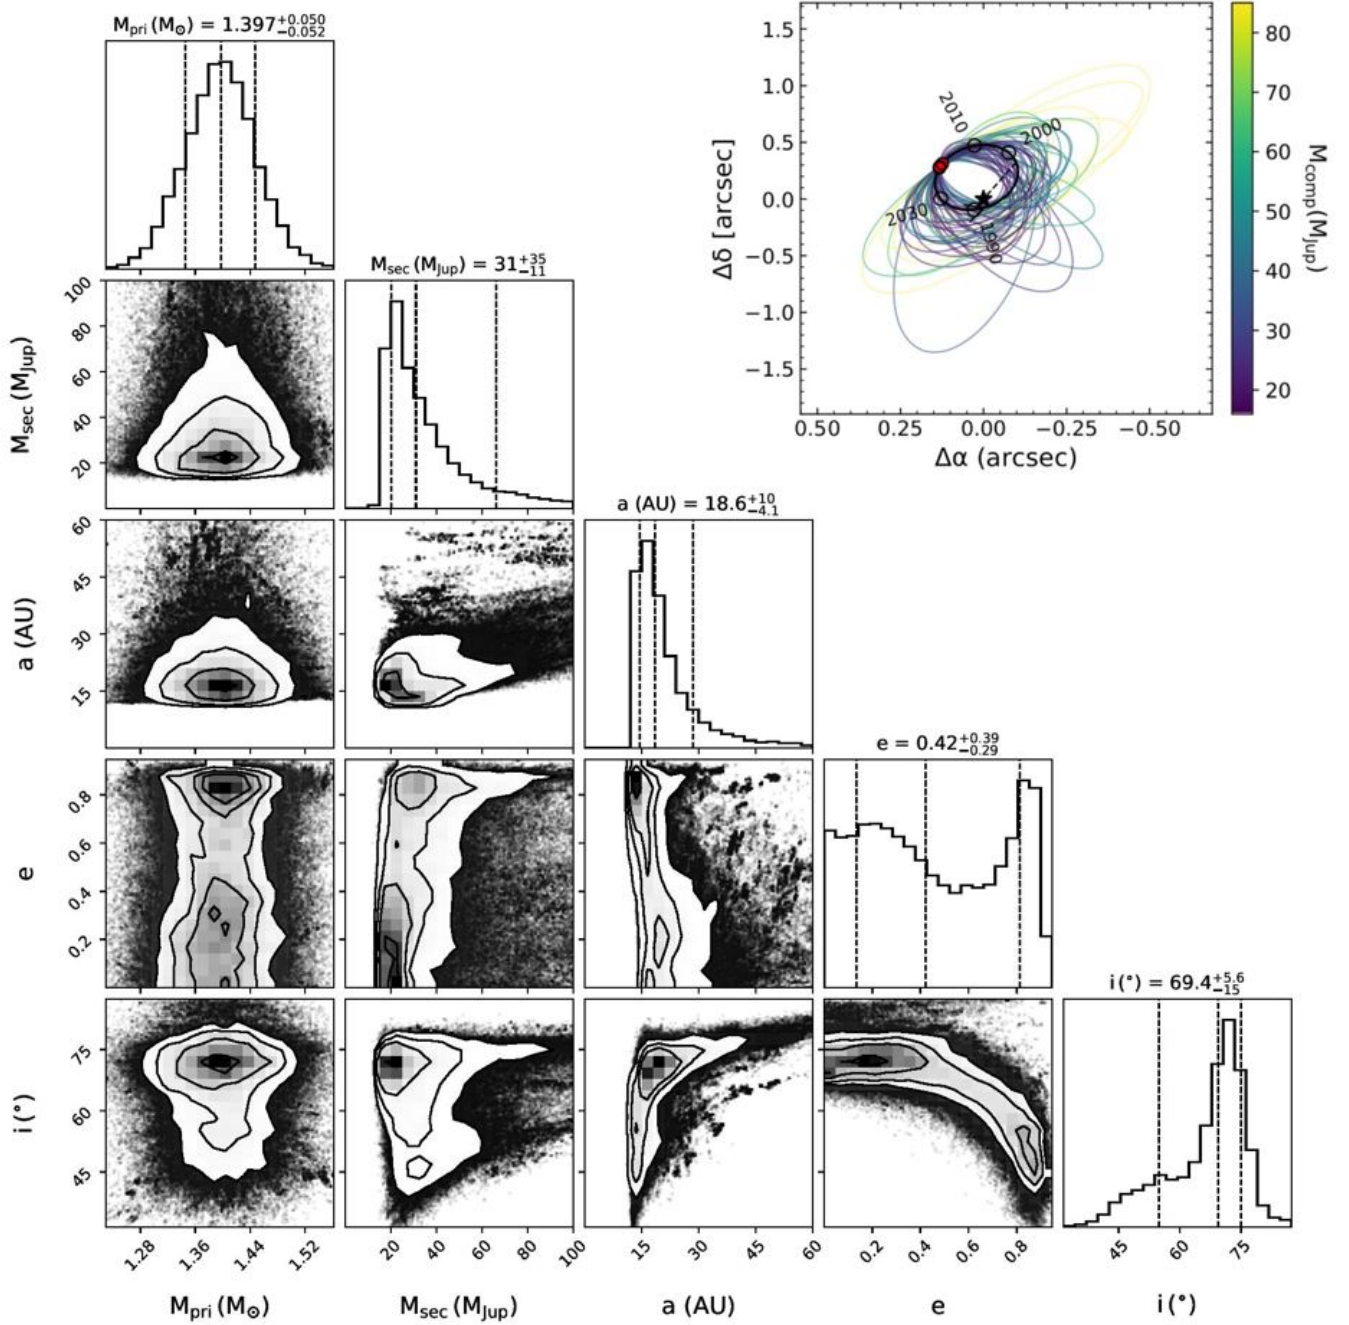 M_pri (M_⊙) = 1.397^{+0.050}_{−0.052}
1.5
1.0
0.5
0.0
−0.5
−1.0
−1.5
Δδ [arcsec]
2010
2000
2030
1990
0.50 0.25 0.00 −0.25 −0.50
Δα (arcsec)
80
70
60
50
40
30
20
M_comp (M_Jup)
M_sec (M_Jup) = 31^{+35}_{−11}
100
80
60
40
20
M_sec (M_Jup)
a (AU) = 18.6^{+10}_{−4.1}
60
45
30
15
a (AU)
e = 0.42^{+0.39}_{−0.29}
0.8
0.6
0.4
0.2
e
i (°) = 69.4^{+5.6}_{−15}
75
60
45
i (°)
1.28 1.36 1.44 1.52
20 40 60 80 100
15 30 45 60
0.2 0.4 0.6 0.8
45 60 75
M_pri (M_⊙)
M_sec (M_Jup)
a (AU)
e
i (°)